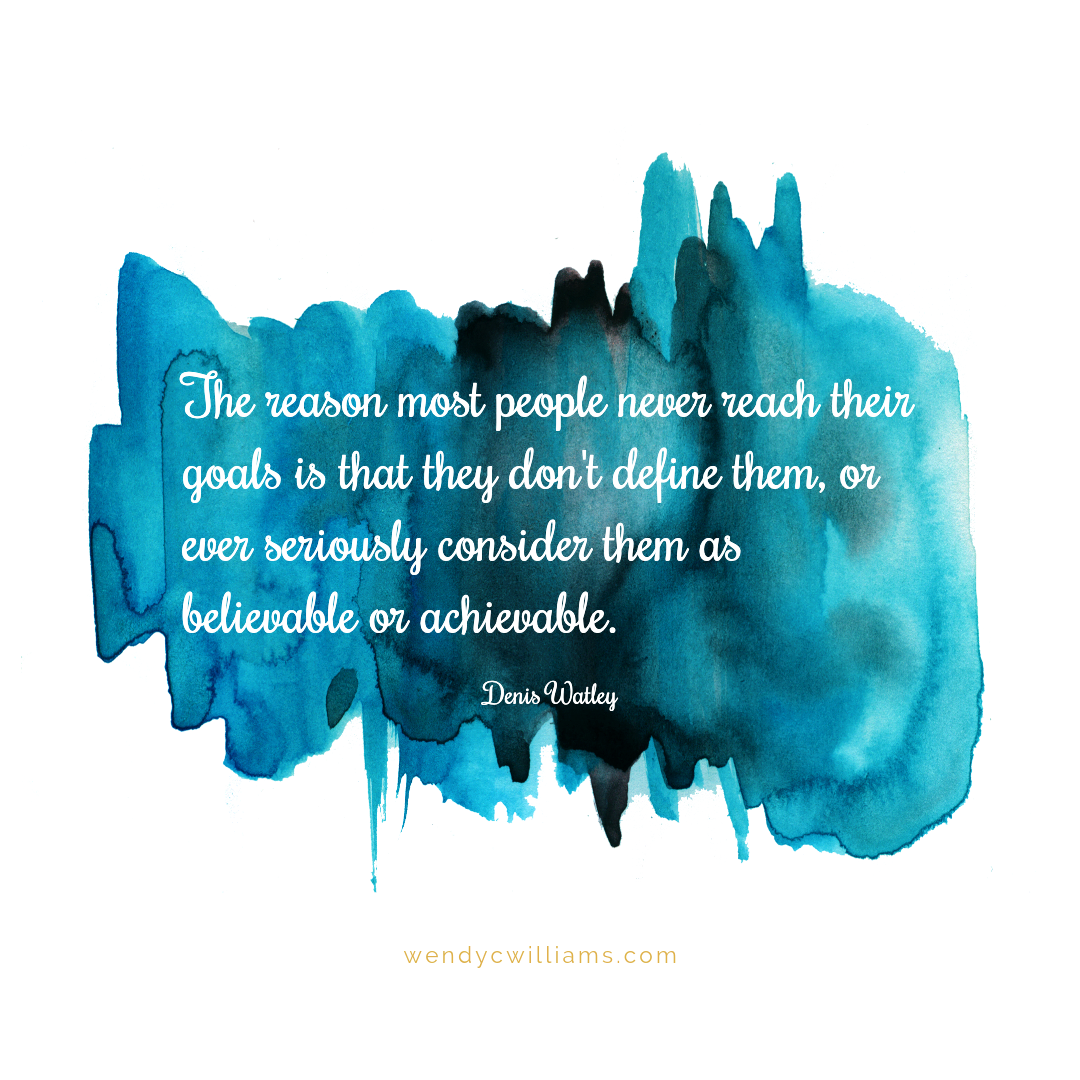 The reason most people never reach their
goals is that they don't define them, or
ever seriously consider them as
believable or achievable.
Denis Watley
wendycwilliams.com